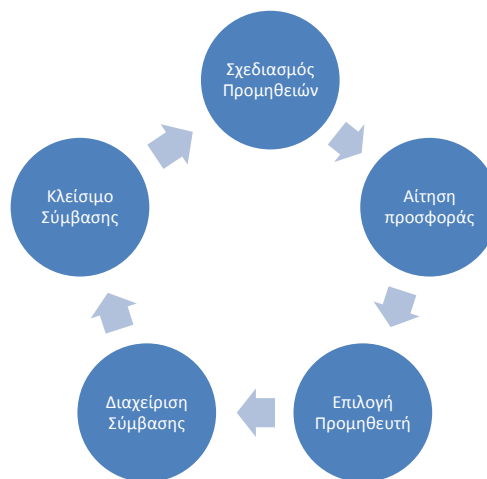 Σχεδιασμός
Προμηθειών
Αίτηση
προσφοράς
Επιλογή
Προμηθευτή
Διαχείριση
Σύμβασης
Κλείσιμο
Σύμβασης